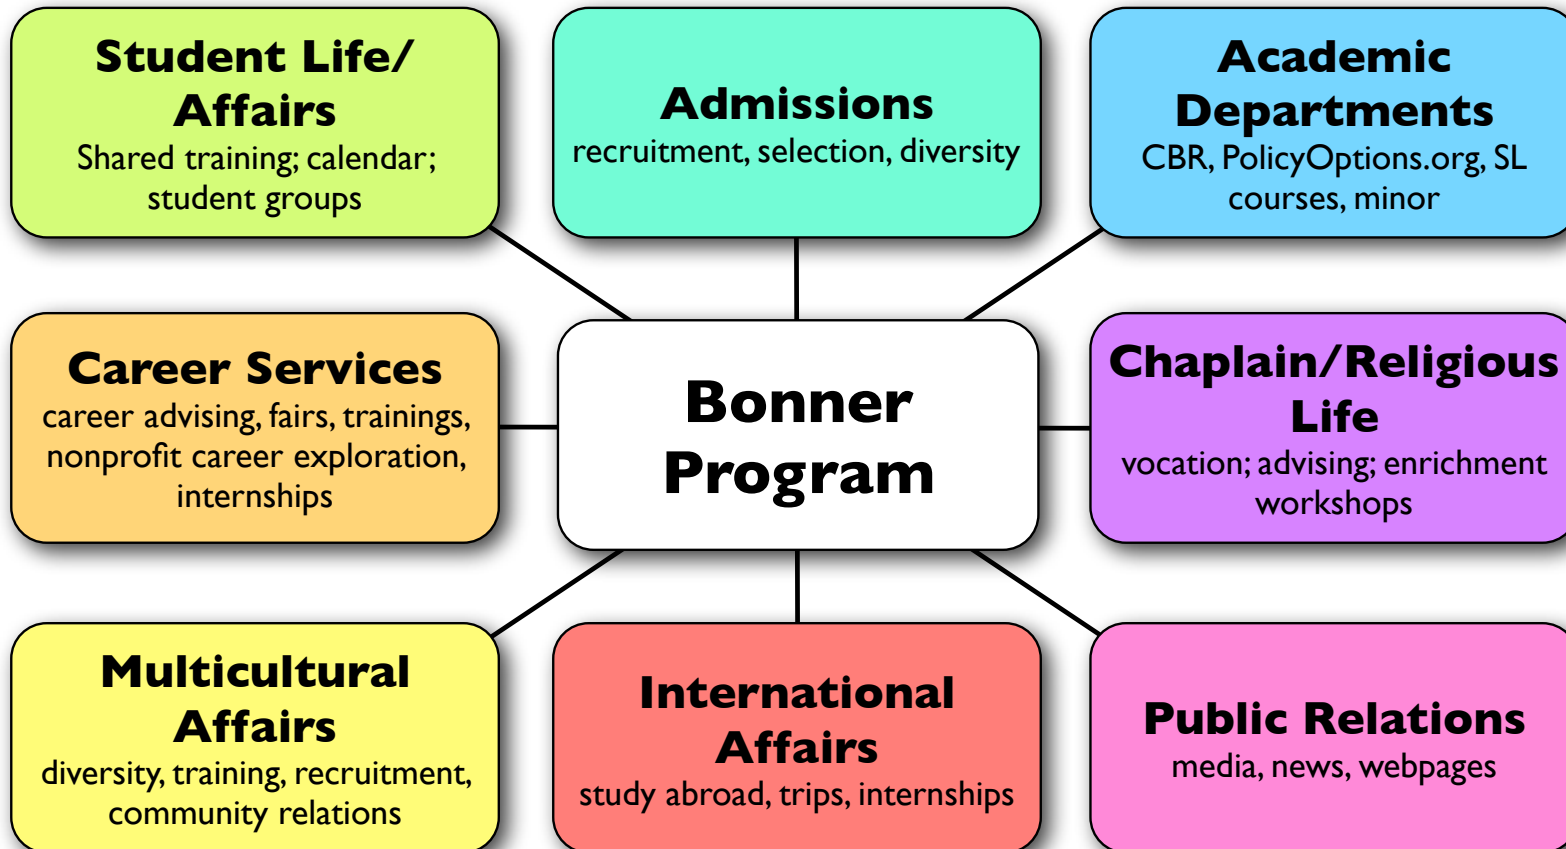 Student Life/
Affairs
Shared training; calendar;
student groups
Admissions
recruitment, selection, diversity
Academic
Departments
CBR, PolicyOptions.org, SL
courses, minor
Career Services
career advising, fairs, trainings,
nonprofit career exploration,
internships
Bonner
Program
Chaplain/Religious
Life
vocation; advising; enrichment
workshops
Multicultural
Affairs
diversity, training, recruitment,
community relations
International
Affairs
study abroad, trips, internships
Public Relations
media, news, webpages